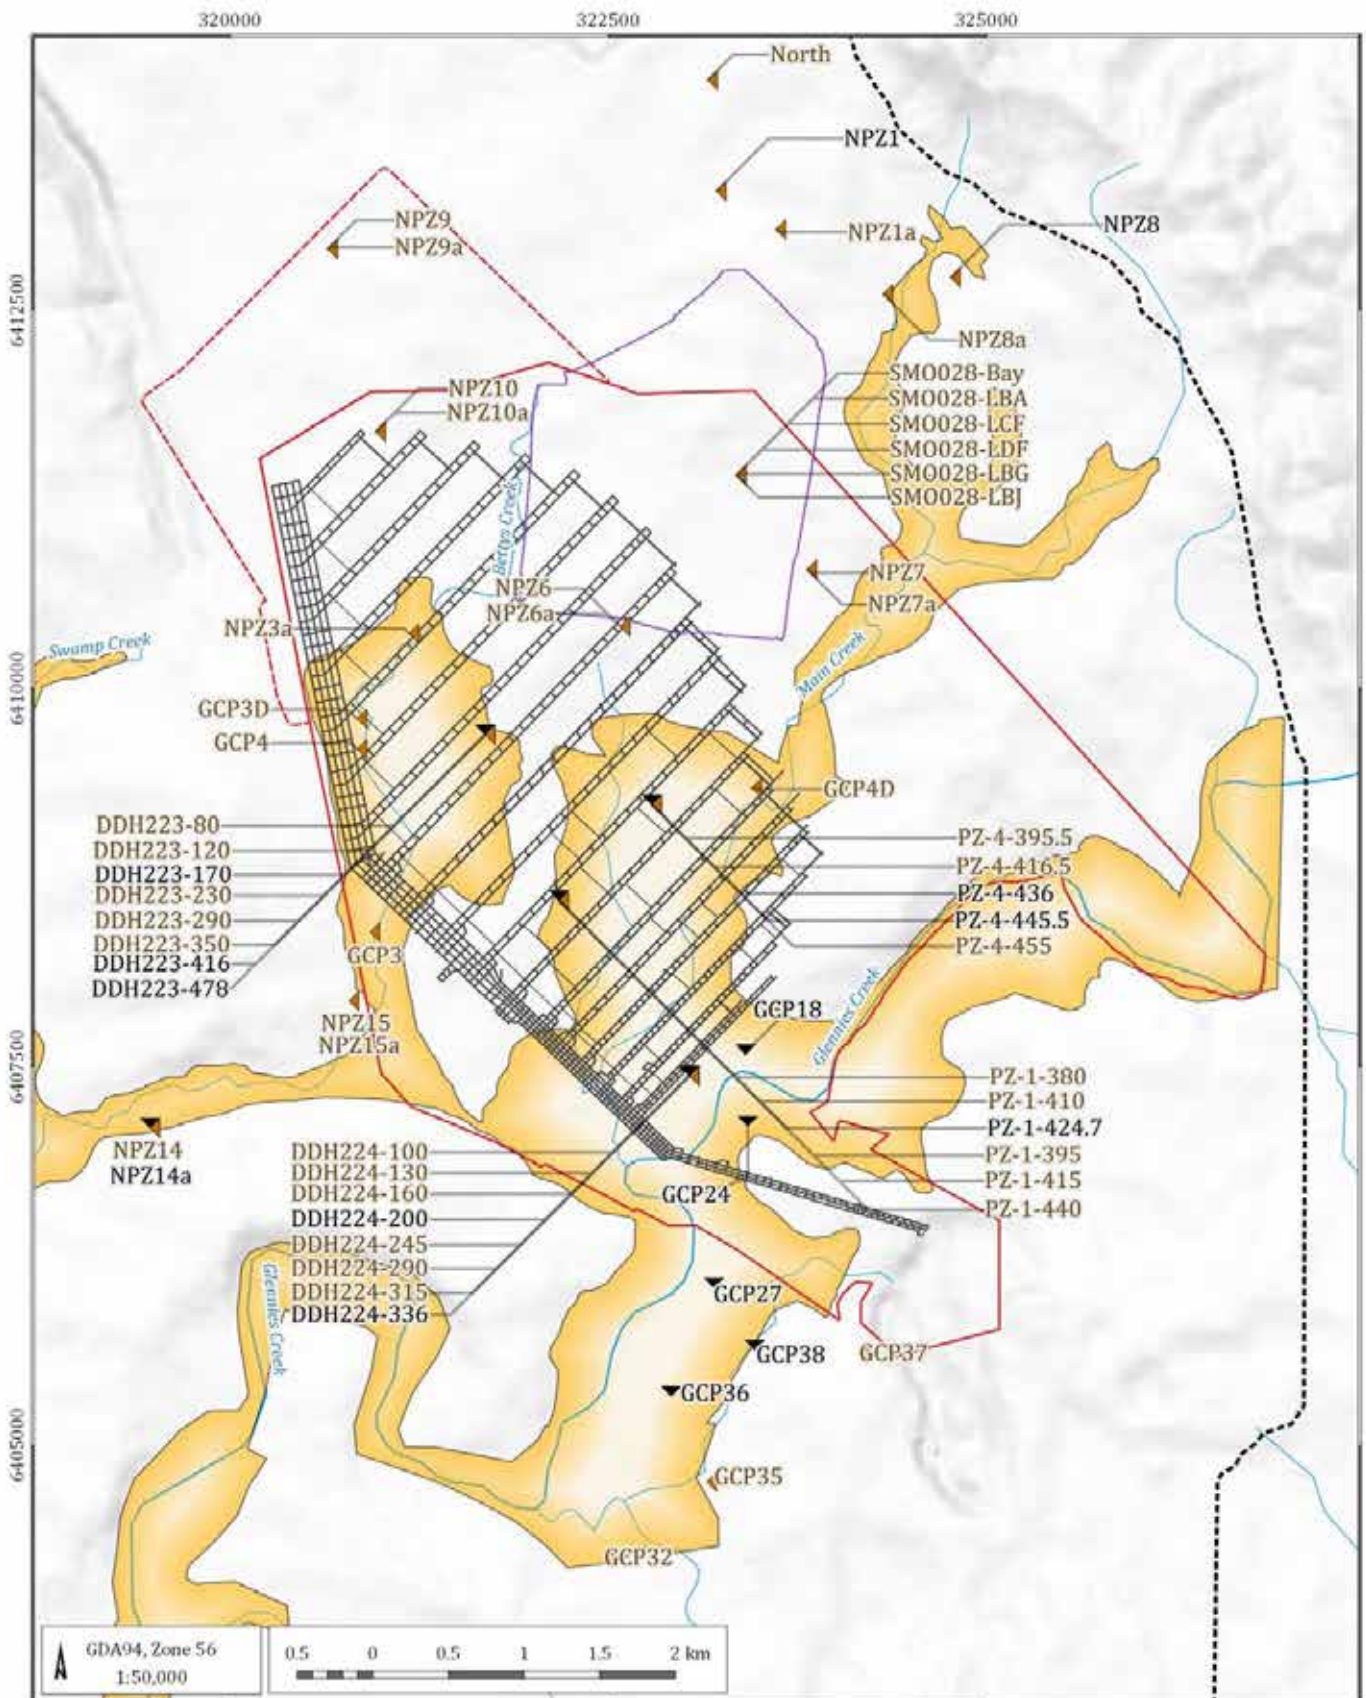 320000
322500
325000
North
NPZ1
NPZ9
NPZ9a
NPZ1a
NPZ8
6412500
NPZ8a
SMO028-Bay
SMO028-LBA
SMO028-LCF
SMO028-LDF
SMO028-LBG
SMO028-LBJ
NPZ10
NPZ10a
Bettys Creek
NPZ6
NPZ6a
NPZ7
NPZ7a
NPZ3a
Swamp Creek
Main Creek
6410000
GCP3D
GCP4
GCP4D
DDH223-80
DDH223-120
DDH223-170
DDH223-230
DDH223-290
DDH223-350
DDH223-416
DDH223-478
PZ-4-395.5
PZ-4-416.5
PZ-4-436
PZ-4-445.5
PZ-4-455
GCP3
NPZ15
NPZ15a
GCP18
Glennies Creek
6407500
PZ-1-380
PZ-1-410
PZ-1-424.7
PZ-1-395
PZ-1-415
PZ-1-440
NPZ14
NPZ14a
DDH224-100
DDH224-130
DDH224-160
DDH224-200
DDH224-245
DDH224-290
DDH224-315
DDH224-336
GCP24
Glennies Creek
GCP27
GCP38
GCP37
GCP36
6405000
GCP35
GCP32
GDA94, Zone 56
1:50,000
0.5 0 0.5 1 1.5 2 km